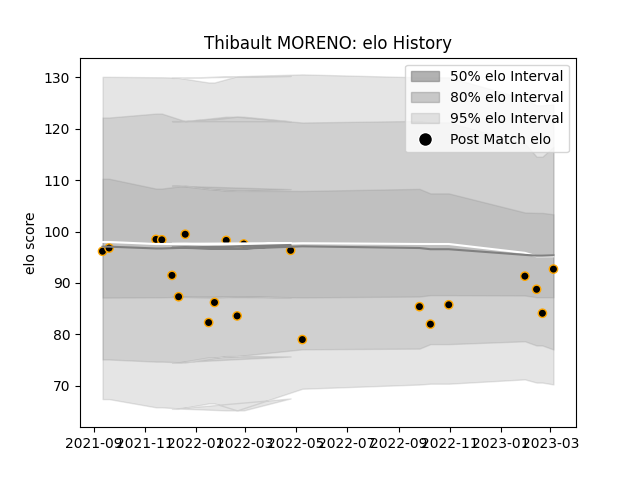 Thibault MORENO: elo History
50% elo Interval
80% elo Interval
95% elo Interval
Post Match elo
elo score
130
120
110
100
90
80
70
2021-09 2021-11 2022-01 2022-03 2022-05 2022-07 2022-09 2022-11 2023-01 2023-03